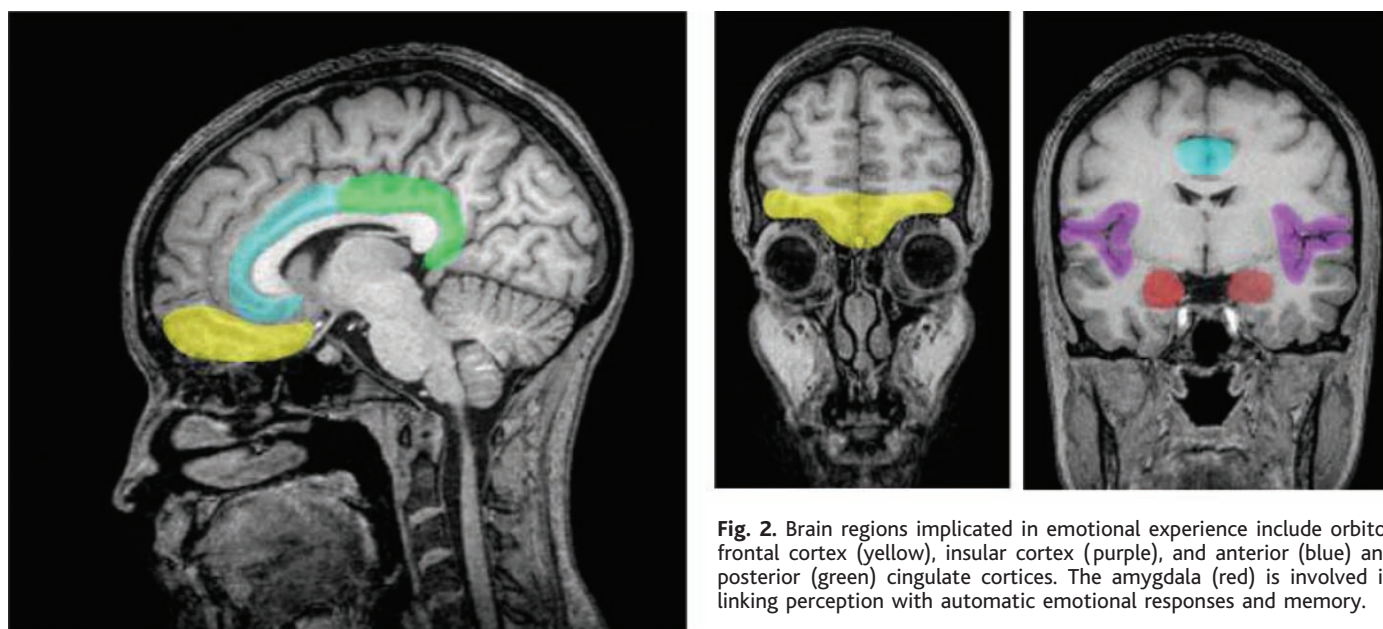 Fig. 2. Brain regions implicated in emotional experience include orbito
frontal cortex (yellow), insular cortex (purple), and anterior (blue) an
posterior (green) cingulate cortices. The amygdala (red) is involved i
linking perception with automatic emotional responses and memory.